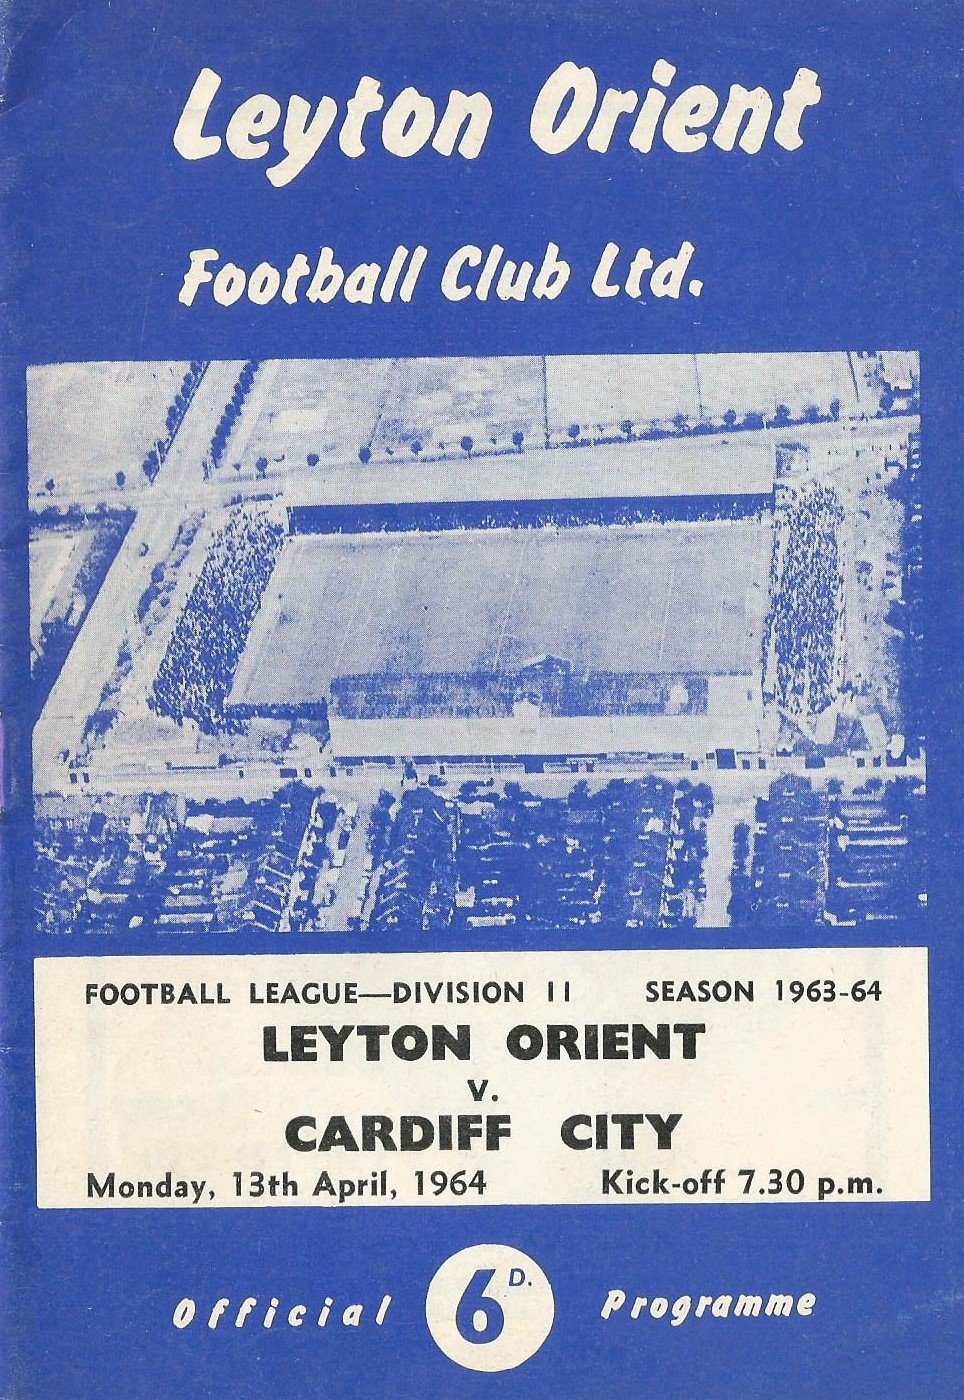 Leyton Orient
Football Club Ltd.
FOOTBALL LEAGUE—DIVISION II SEASON 1963-64
LEYTON ORIENT
v.
CARDIFF CITY
Monday, 13th April, 1964 Kick-off 7.30 p.m.
Official 6D. Programme